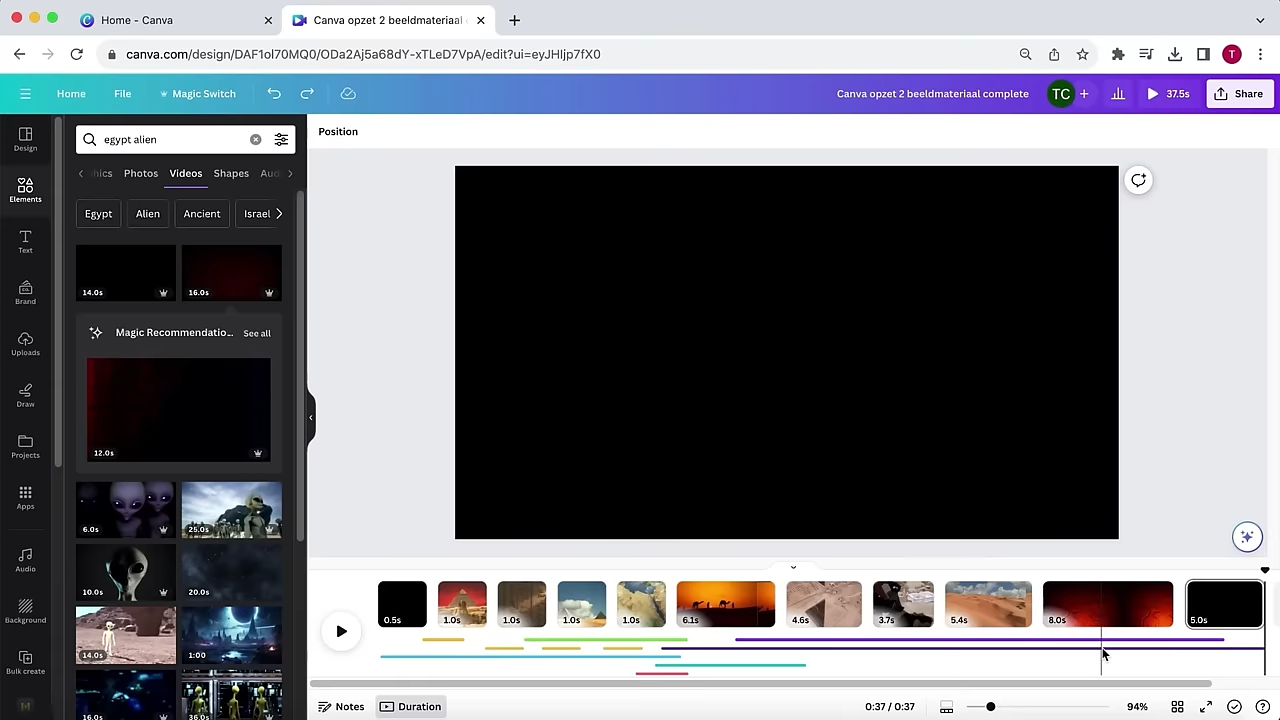 Home - Canva
Canva opzet 2 beeldmateriaal
canva.com/design/DAF1ol70MQ0/ODa2Aj5a68dY-xTLeD7VpA/edit?ui=eyJHIjp7fX0
T
Home
File
Magic Switch
Canva opzet 2 beeldmateriaal complete
TC
37.5s
Share
Design
Elements
Text
Brand
Uploads
Draw
Projects
Apps
Audio
Background
Bulk create
egypt alien
hics
Photos
Videos
Shapes
Aud
Egypt
Alien
Ancient
Israel
14.0s
16.0s
Magic Recommendatio...
See all
12.0s
6.0s
25.0s
10.0s
20.0s
14.0s
1:00
16.0s
36.0s
Position
0.5s
1.0s
1.0s
1.0s
1.0s
6.1s
4.6s
3.7s
5.4s
5.0s
Notes
Duration
0:37 / 0:37
94%